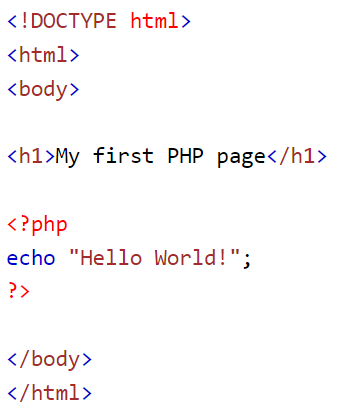 <!DOCTYPE html>
<html>
<body>

<h1>My first PHP page</h1>

<?php
echo "Hello World!";
?>

</body>
</html>